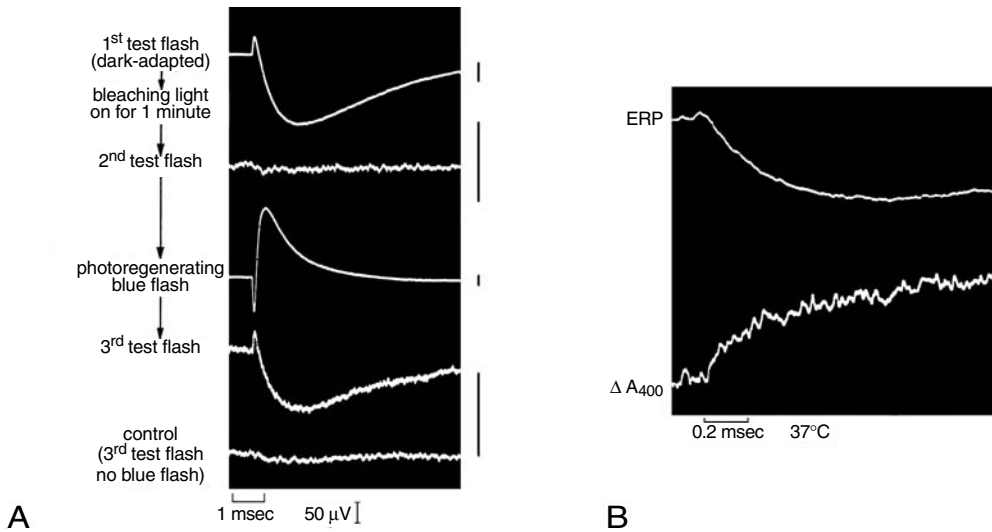 1st test flash
(dark-adapted)
bleaching light
on for 1 minute
2nd test flash
photoregenerating
blue flash
3rd test flash
control
(3rd test flash
no blue flash)
1 msec 50 μV
A
ERP
Δ A400
0.2 msec 37°C
B